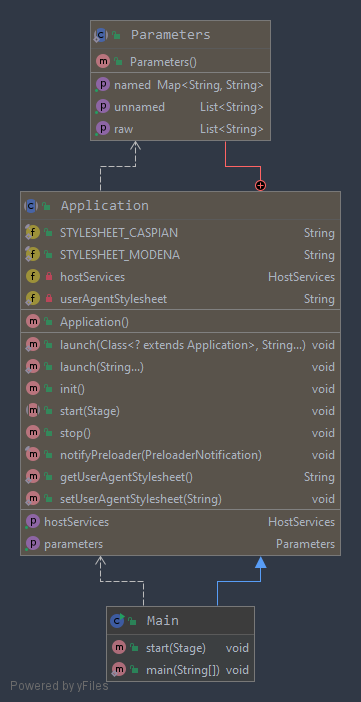 Parameters
Parameters()
named Map<String, String>
unnamed List<String>
raw List<String>
Application
STYLESHEET_CASPIAN String
STYLESHEET_MODENA String
hostServices HostServices
userAgentStylesheet String
Application()
launch(Class<? extends Application>, String...) void
launch(String...) void
init() void
start(Stage) void
stop() void
notifyPreloader(PreloaderNotification) void
getUserAgentStylesheet() String
setUserAgentStylesheet(String) void
hostServices HostServices
parameters Parameters
Main
start(Stage) void
main(String[]) void
Powered by yFiles